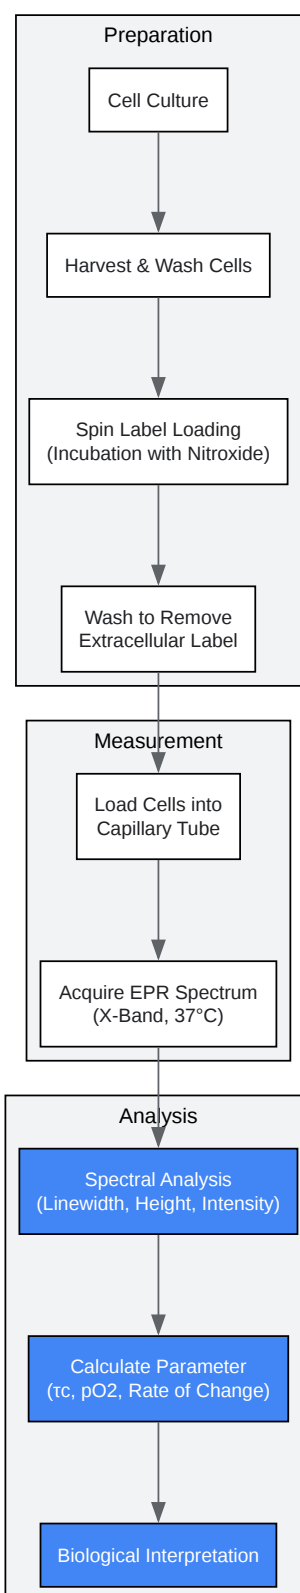 Preparation
Cell Culture
Harvest & Wash Cells
Spin Label Loading
(Incubation with Nitroxide)
Wash to Remove
Extracellular Label
Measurement
Load Cells into
Capillary Tube
Acquire EPR Spectrum
(X-Band, 37°C)
Analysis
Spectral Analysis
(Linewidth, Height, Intensity)
Calculate Parameter
(τc, pO2, Rate of Change)
Biological Interpretation